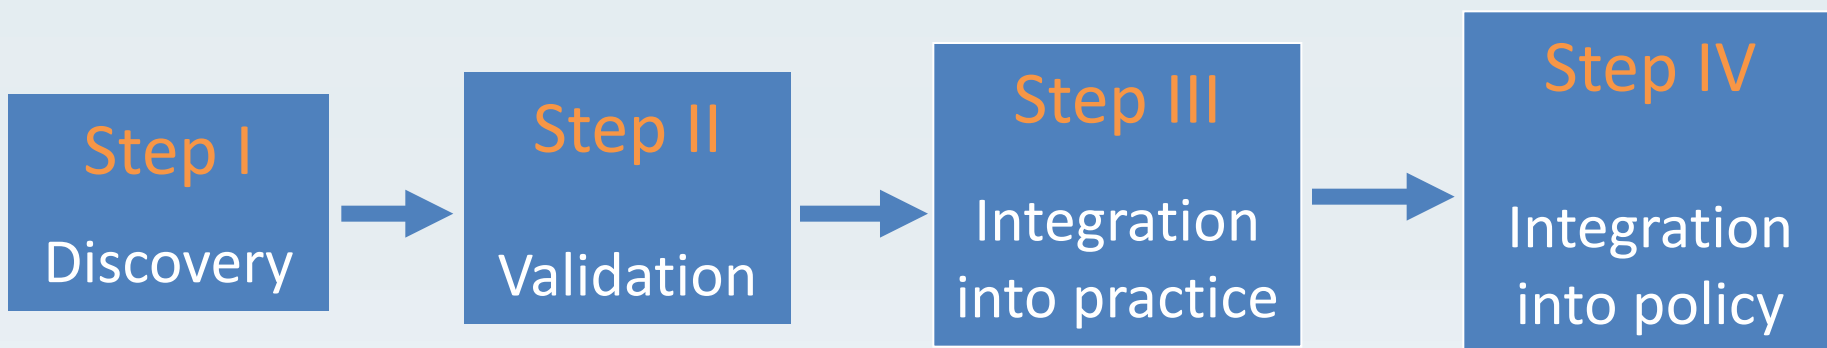 Step I
Discovery
Step II
Validation
Step III
Integration
into practice
Step IV
Integration
into policy